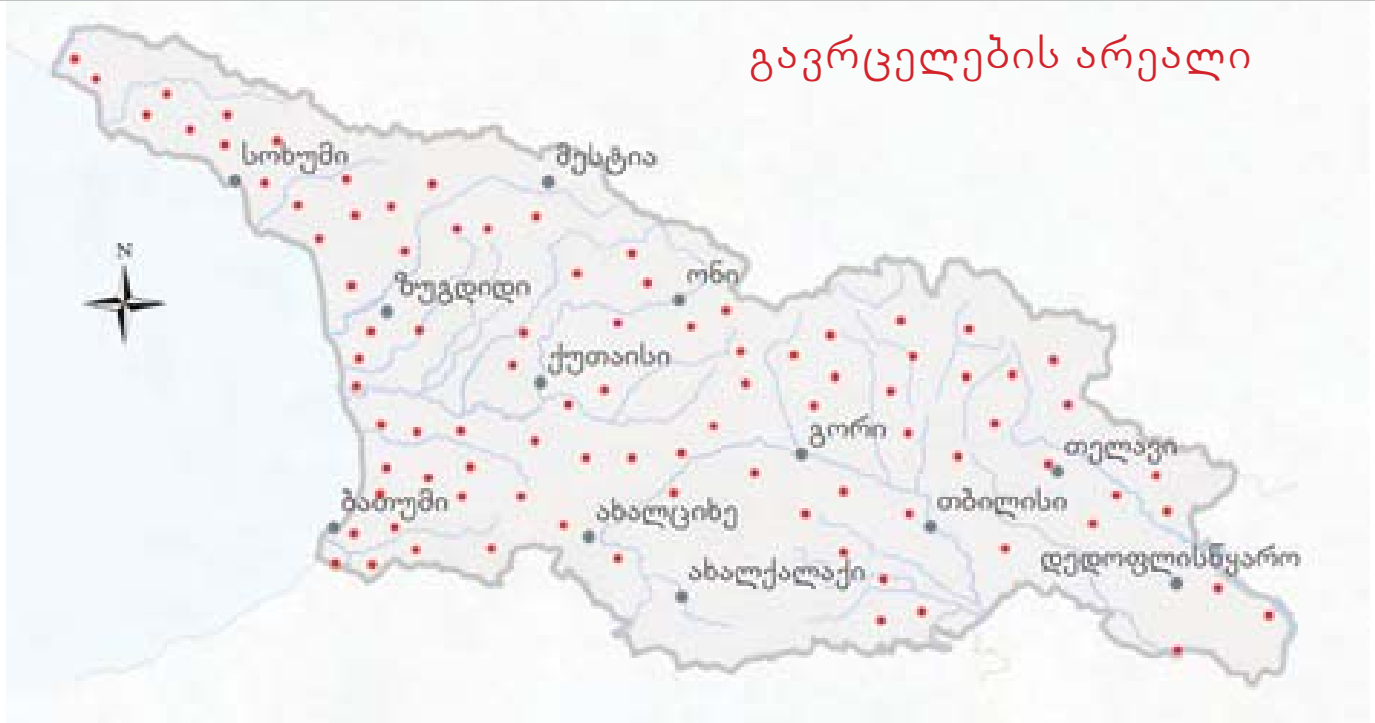 გავრცელების არეალი
სოხუმი
მესტია
N
ზუგდიდი
ონი
ქუთაისი
გორი
თელავი
ბათუმი
ახალციხე
თბილისი
ახალქალაქი
დედოფლისწყარო